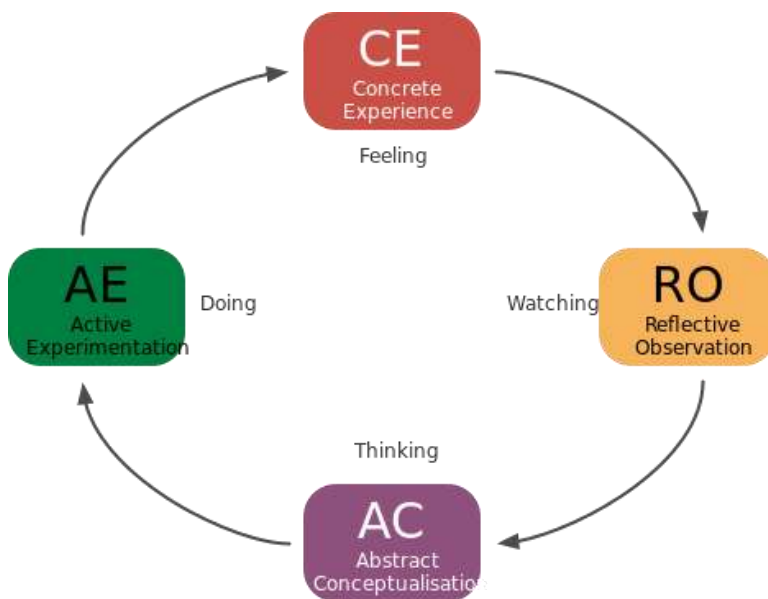 CE
Concrete
Experience
Feeling
AE
Active
Experimentation
Doing
Watching
RO
Reflective
Observation
Thinking
AC
Abstract
Conceptualisation